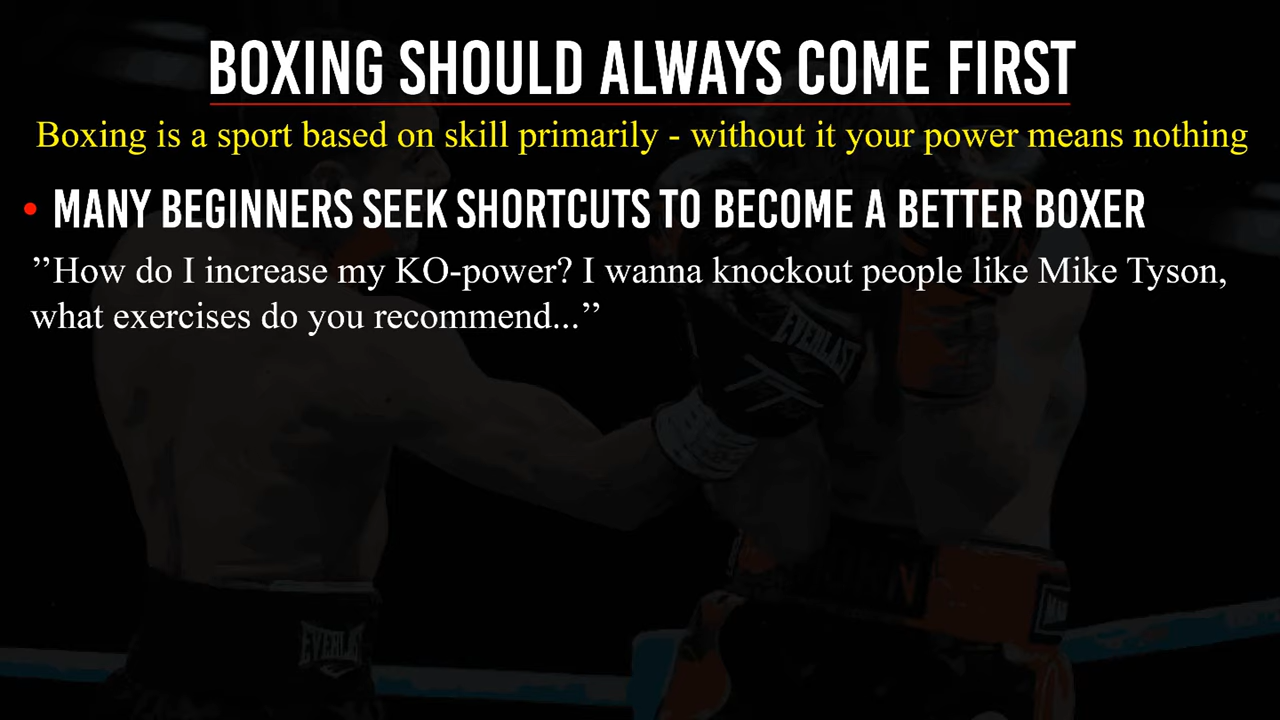 BOXING SHOULD ALWAYS COME FIRST
Boxing is a sport based on skill primarily - without it your power means nothing
• MANY BEGINNERS SEEK SHORTCUTS TO BECOME A BETTER BOXER
’’How do I increase my KO-power? I wanna knockout people like Mike Tyson,
what exercises do you recommend...’’
EVERLAST
EVERLAST